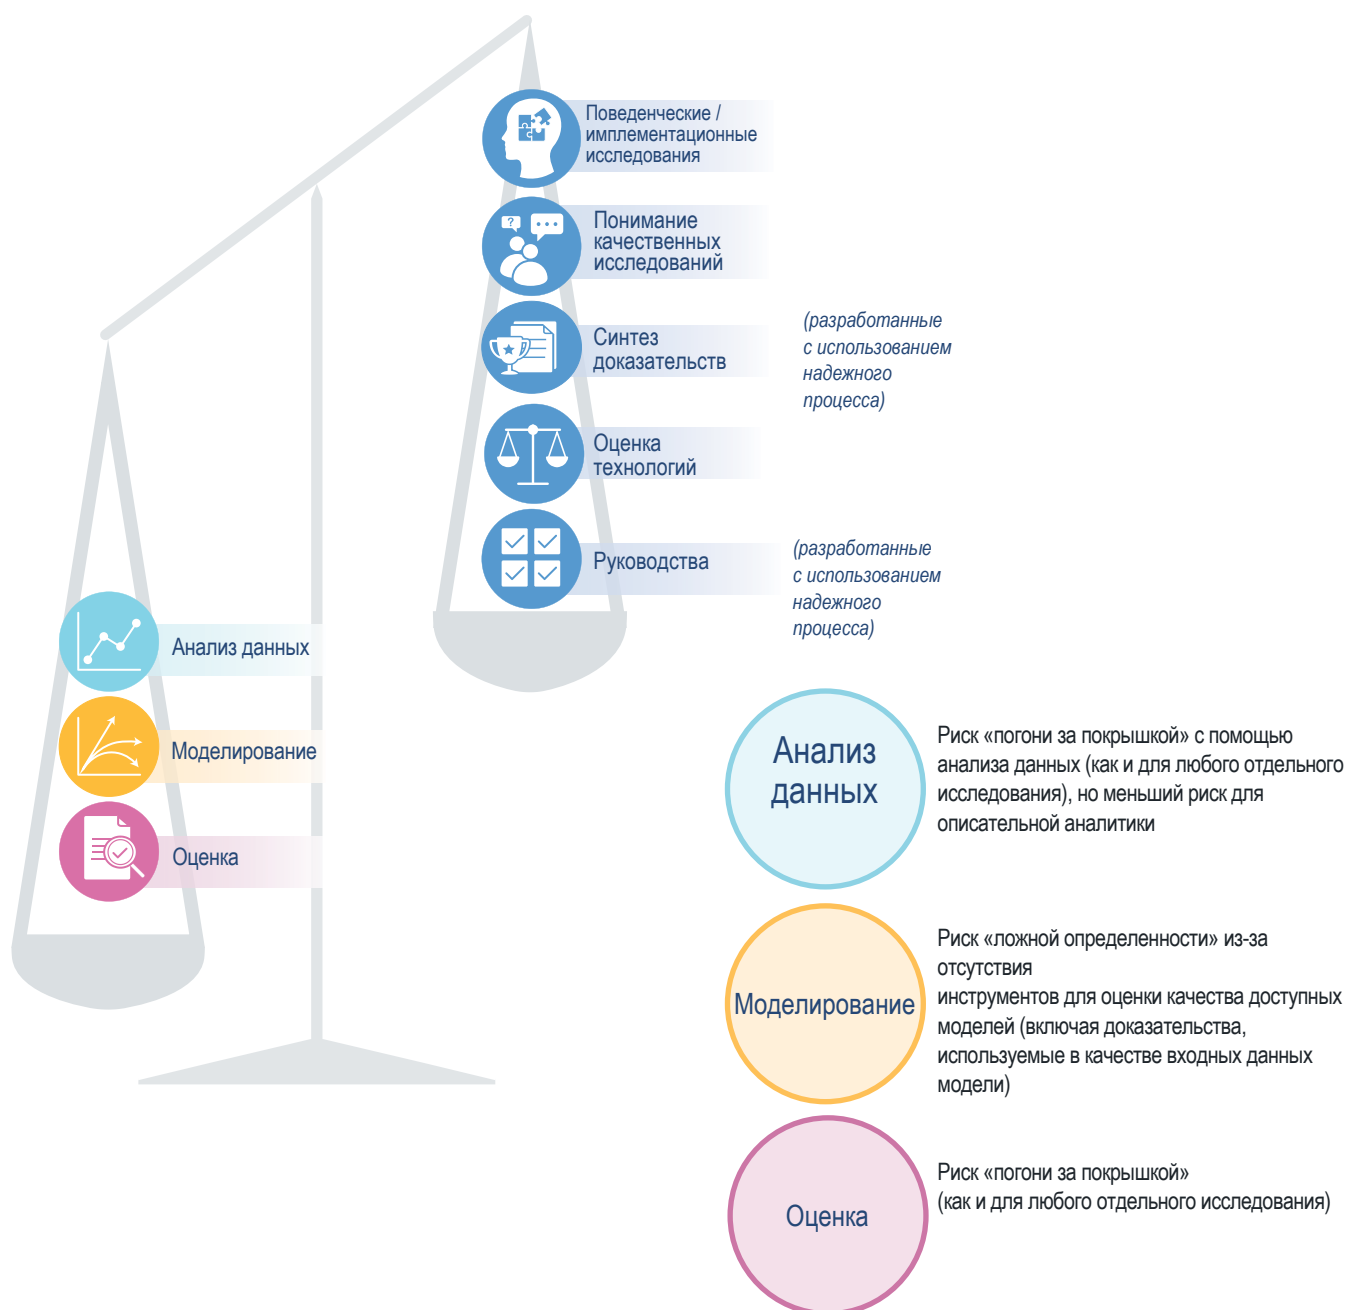 Поведенческие /
имплементационные
исследования
?
Понимание
качественных
исследований
Синтез
доказательств
(разработанные
с использованием
надежного
процесса)
Оценка
технологий
Руководства
(разработанные
с использованием
надежного
процесса)
Анализ данных
Моделирование
Оценка
Анализ
данных
Риск «погони за покрышкой» с помощью
анализа данных (как и для любого отдельного
исследования), но меньший риск для
описательной аналитики
Моделирование
Риск «ложной определенности» из-за
отсутствия
инструментов для оценки качества доступных
моделей (включая доказательства,
используемые в качестве входных данных
модели)
Оценка
Риск «погони за покрышкой»
(как и для любого отдельного исследования)